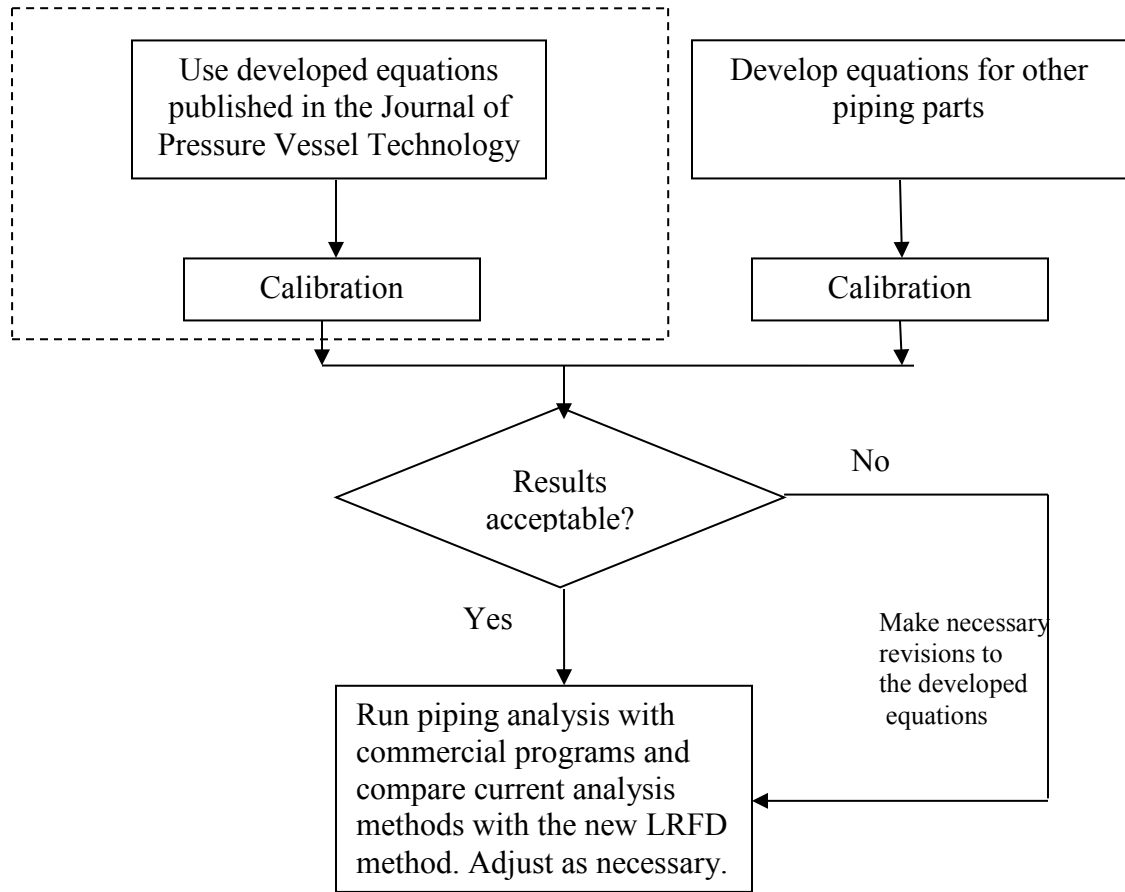 Use developed equations
published in the Journal of
Pressure Vessel Technology
Develop equations for other
piping parts
Calibration
Calibration
Results
acceptable?
No
Yes
Make necessary
revisions to
the developed
equations
Run piping analysis with
commercial programs and
compare current analysis
methods with the new LRFD
method. Adjust as necessary.